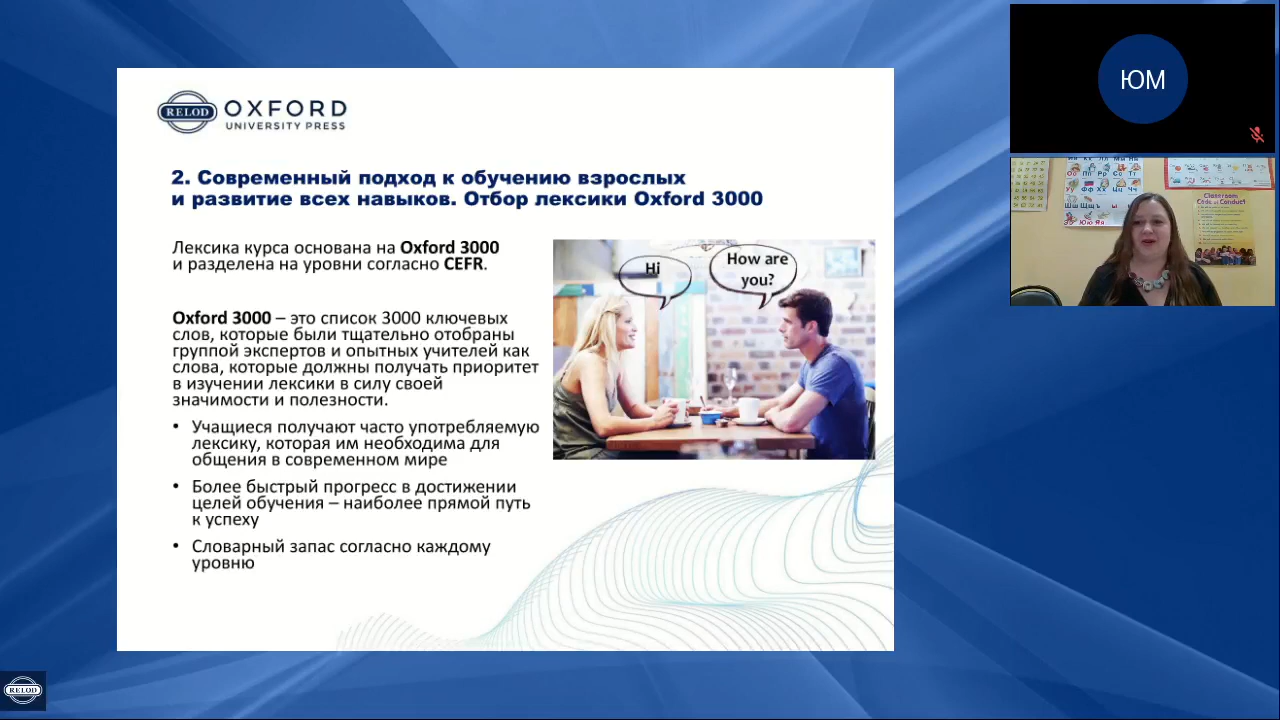 RELOD OXFORD
UNIVERSITY PRESS
2. Современный подход к обучению взрослых
и развитие всех навыков. Отбор лексики Oxford 3000
Лексика курса основана на Oxford 3000
и разделена на уровни согласно CEFR.
Oxford 3000 – это список 3000 ключевых
слов, которые были тщательно отобраны
группой экспертов и опытных учителей как
слова, которые должны получать приоритет
в изучении лексики в силу своей
значимости и полезности.
• Учащиеся получают часто употребляемую
лексику, которая им необходима для
общения в современном мире
• Более быстрый прогресс в достижении
целей обучения – наиболее прямой путь
к успеху
• Словарный запас согласно каждому
уровню
Hi
How are
you?
ЮМ
Classroom
Code of Conduct
RELOD